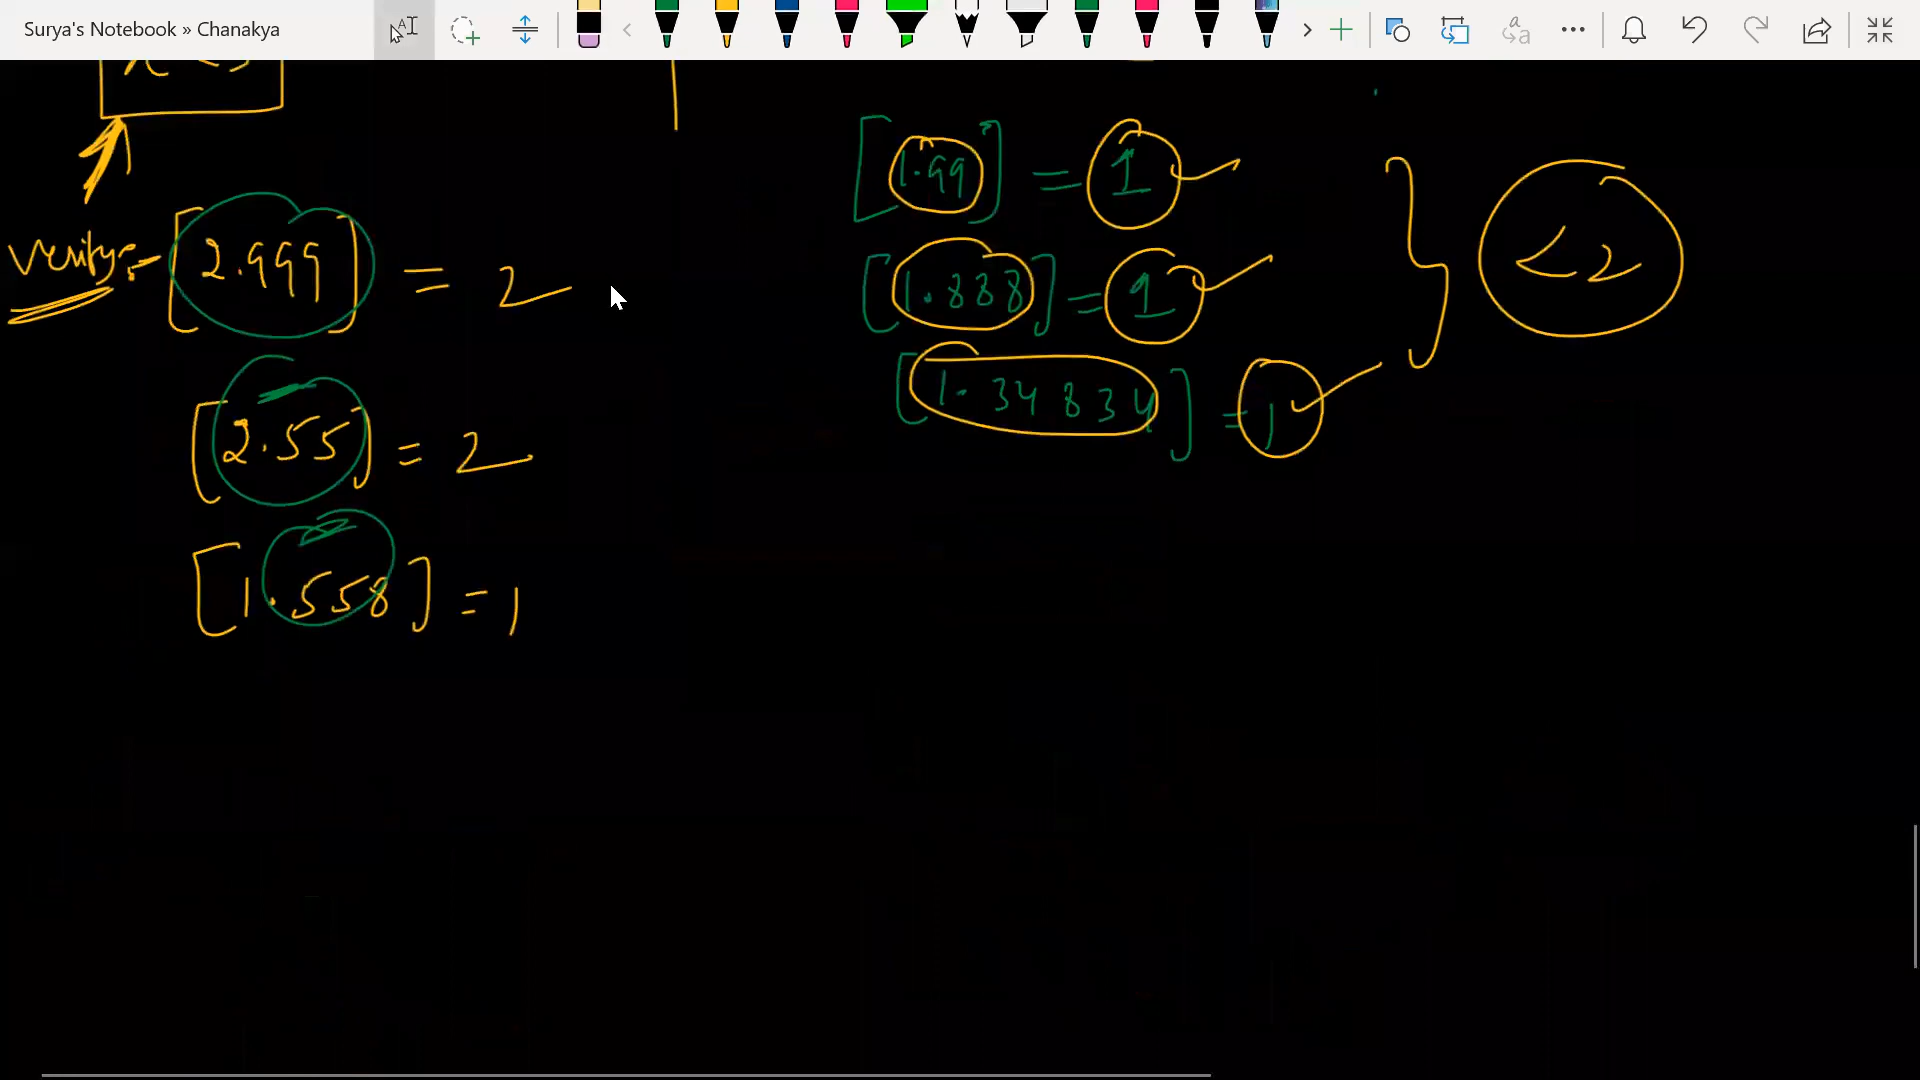 Surya's Notebook » Chanakya
Verify:- [2.999] = 2
[2.55] = 2
[1.558] = 1
[1.99] = 1
[1.888] = 1
[1.34834] = 1
<2